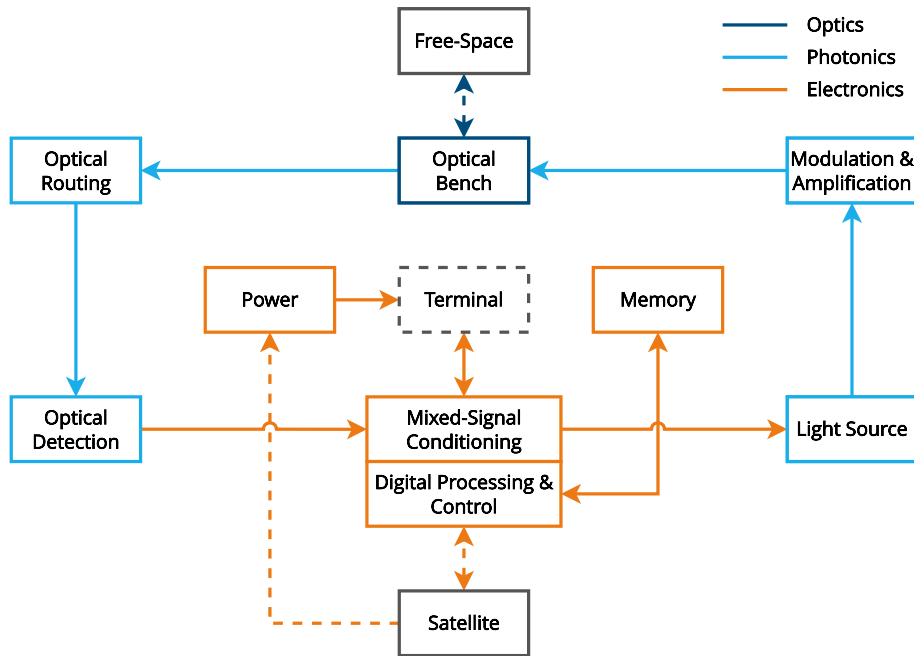 Free-Space
Optics
Photonics
Electronics
Optical
Routing
Optical
Bench
Modulation &
Amplification
Power
Terminal
Memory
Optical
Detection
Mixed-Signal
Conditioning
Light Source
Digital Processing &
Control
Satellite